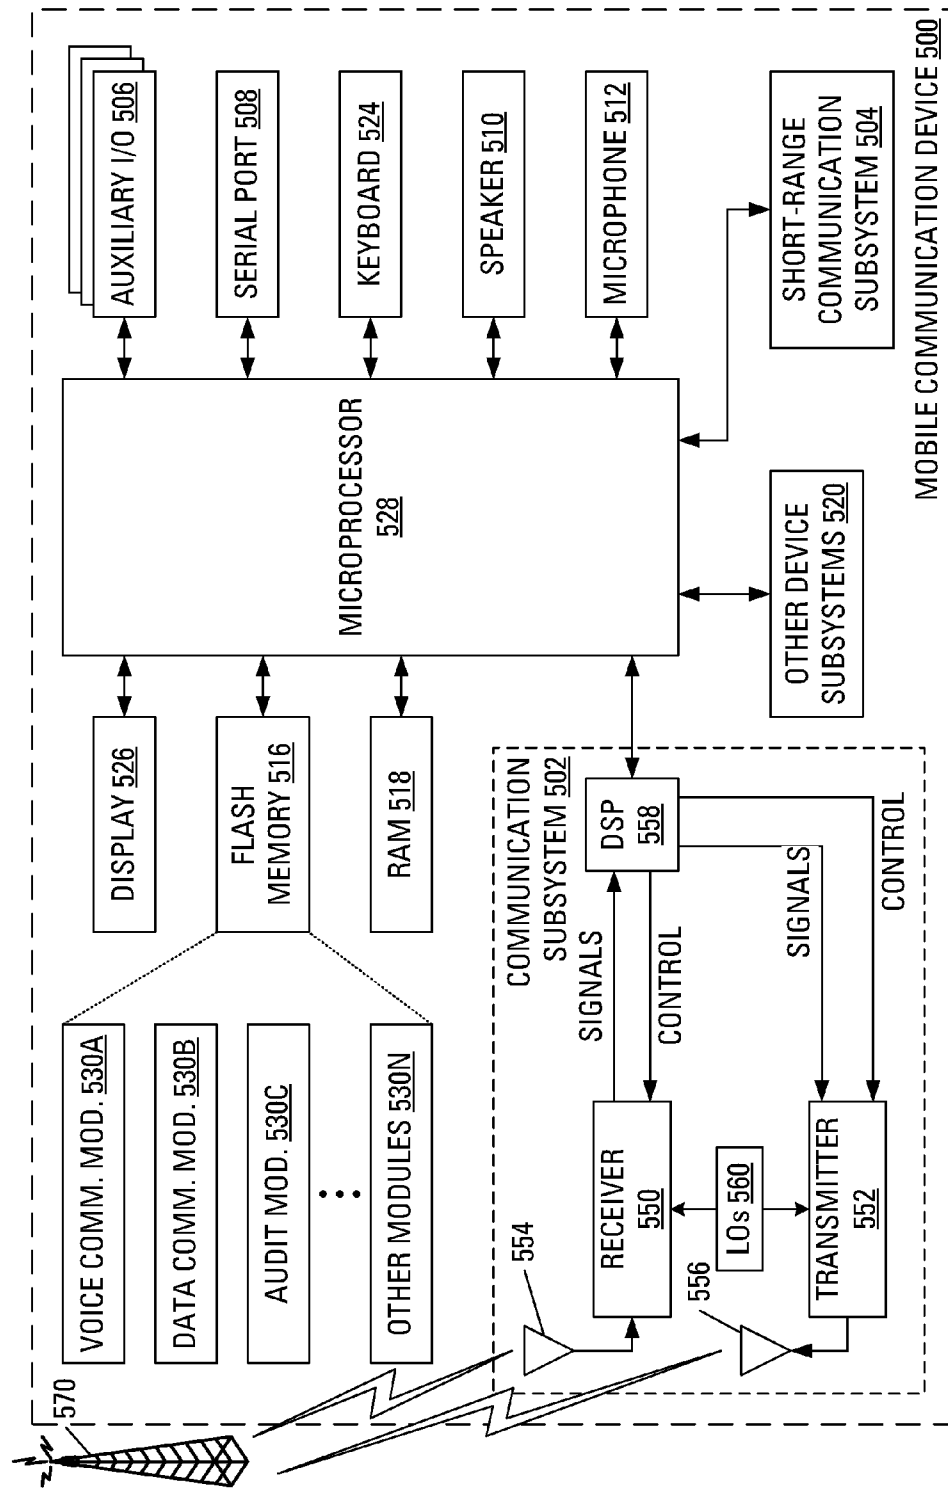 570
VOICE COMM. MOD. 530A
DATA COMM. MOD. 530B
AUDIT MOD. 530C
OTHER MODULES 530N
DISPLAY 526
FLASH
MEMORY 516
RAM 518
MICROPROCESSOR
528
AUXILIARY I/O 506
SERIAL PORT 508
KEYBOARD 524
SPEAKER 510
MICROPHONE 512
SHORT-RANGE
COMMUNICATION
SUBSYSTEM 504
OTHER DEVICE
SUBSYSTEMS 520
COMMUNICATION
SUBSYSTEM 502
DSP
558
SIGNALS
CONTROL
SIGNALS
CONTROL
554
RECEIVER
550
LOs 560
556
TRANSMITTER
552
MOBILE COMMUNICATION DEVICE 500